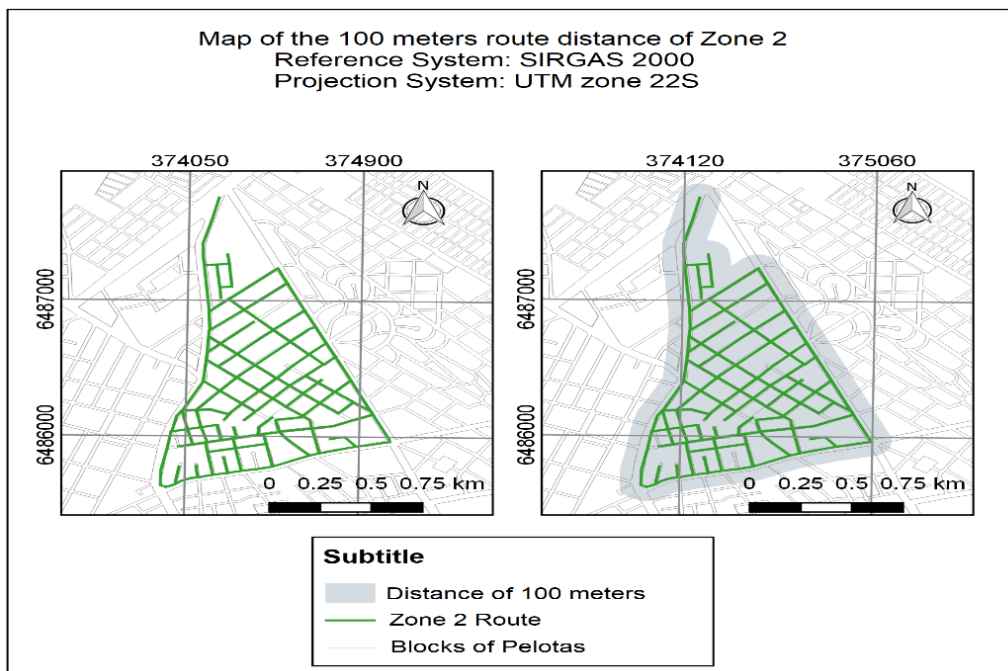 Map of the 100 meters route distance of Zone 2
Reference System: SIRGAS 2000
Projection System: UTM zone 22S
374050 374900
N
6487000
6486000
0 0.25 0.5 0.75 km
374120 375060
N
6487000
6486000
0 0.25 0.5 0.75 km
Subtitle
Distance of 100 meters
Zone 2 Route
Blocks of Pelotas